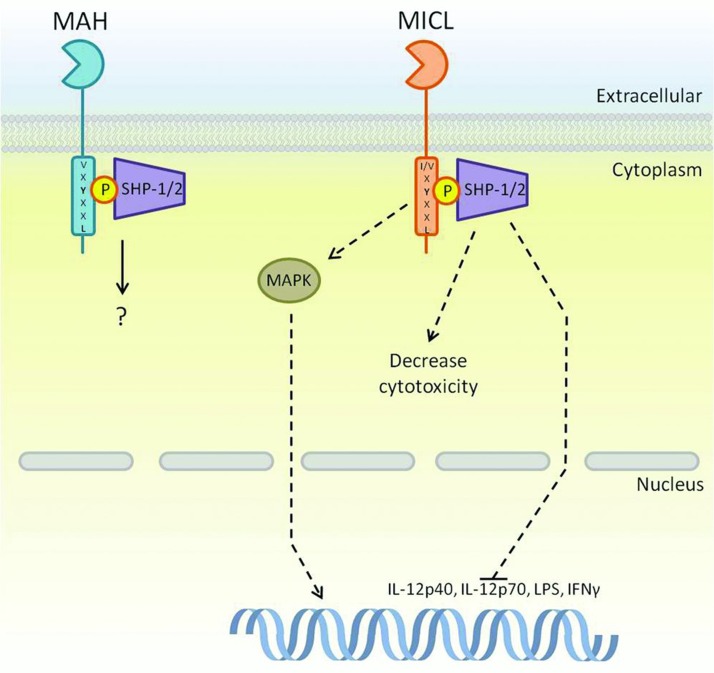 MAH
MICL
Extracellular
Cytoplasm
V
X
Y
X
X
L
P
SHP-1/2
I/V
X
Y
X
X
L
P
SHP-1/2
MAPK
?
Decrease
cytotoxicity
Nucleus
IL-12p40, IL-12p70, LPS, IFNγ